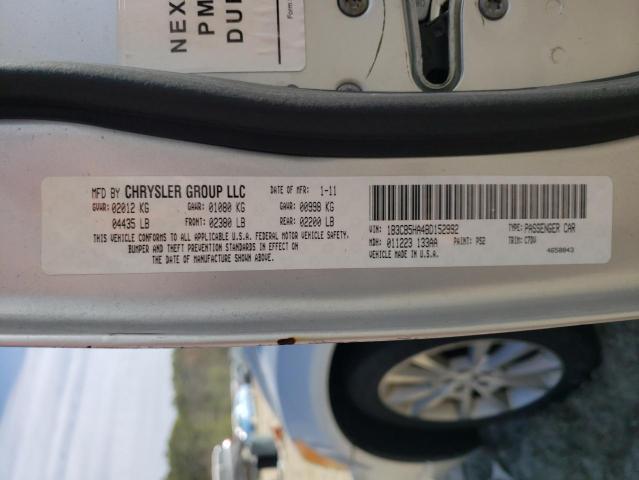 NEX
PM
DUE
Form
MFD BY CHRYSLER GROUP LLC DATE OF MFR: 1-11
GVWR: 02012 KG GAWR: 01080 KG GAWR: 00998 KG
04435 LB FRONT: 02380 LB REAR: 02200 LB
THIS VEHICLE CONFORMS TO ALL APPLICABLE U.S.A. FEDERAL MOTOR VEHICLE SAFETY,
BUMPER AND THEFT PREVENTION STANDARDS IN EFFECT ON
THE DATE OF MANUFACTURE SHOWN ABOVE.
VIN: 1B3CB5HA4BD152992 TYPE: PASSENGER CAR
MDH: 011223 133AA PAINT: PS2 TRIM: C7DV
VEHICLE MADE IN U.S.A. 4658043